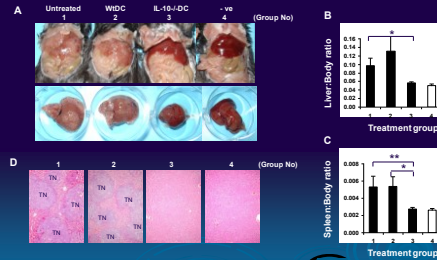 A
Untreated WtDC IL-10-/-DC - ve
1 2 3 4 (Group No)
D
1 2 3 4 (Group No)
TN TN
TN TN
TN
TN TN
TN
TN
B
*
Liver:Body ratio
0.16
0.14
0.12
0.10
0.08
0.06
0.04
0.02
0.00
1 2 3 4
Treatment group
C
**
*
Spleen:Body ratio
0.008
0.006
0.004
0.002
0.000
1 2 3 4
Treatment group